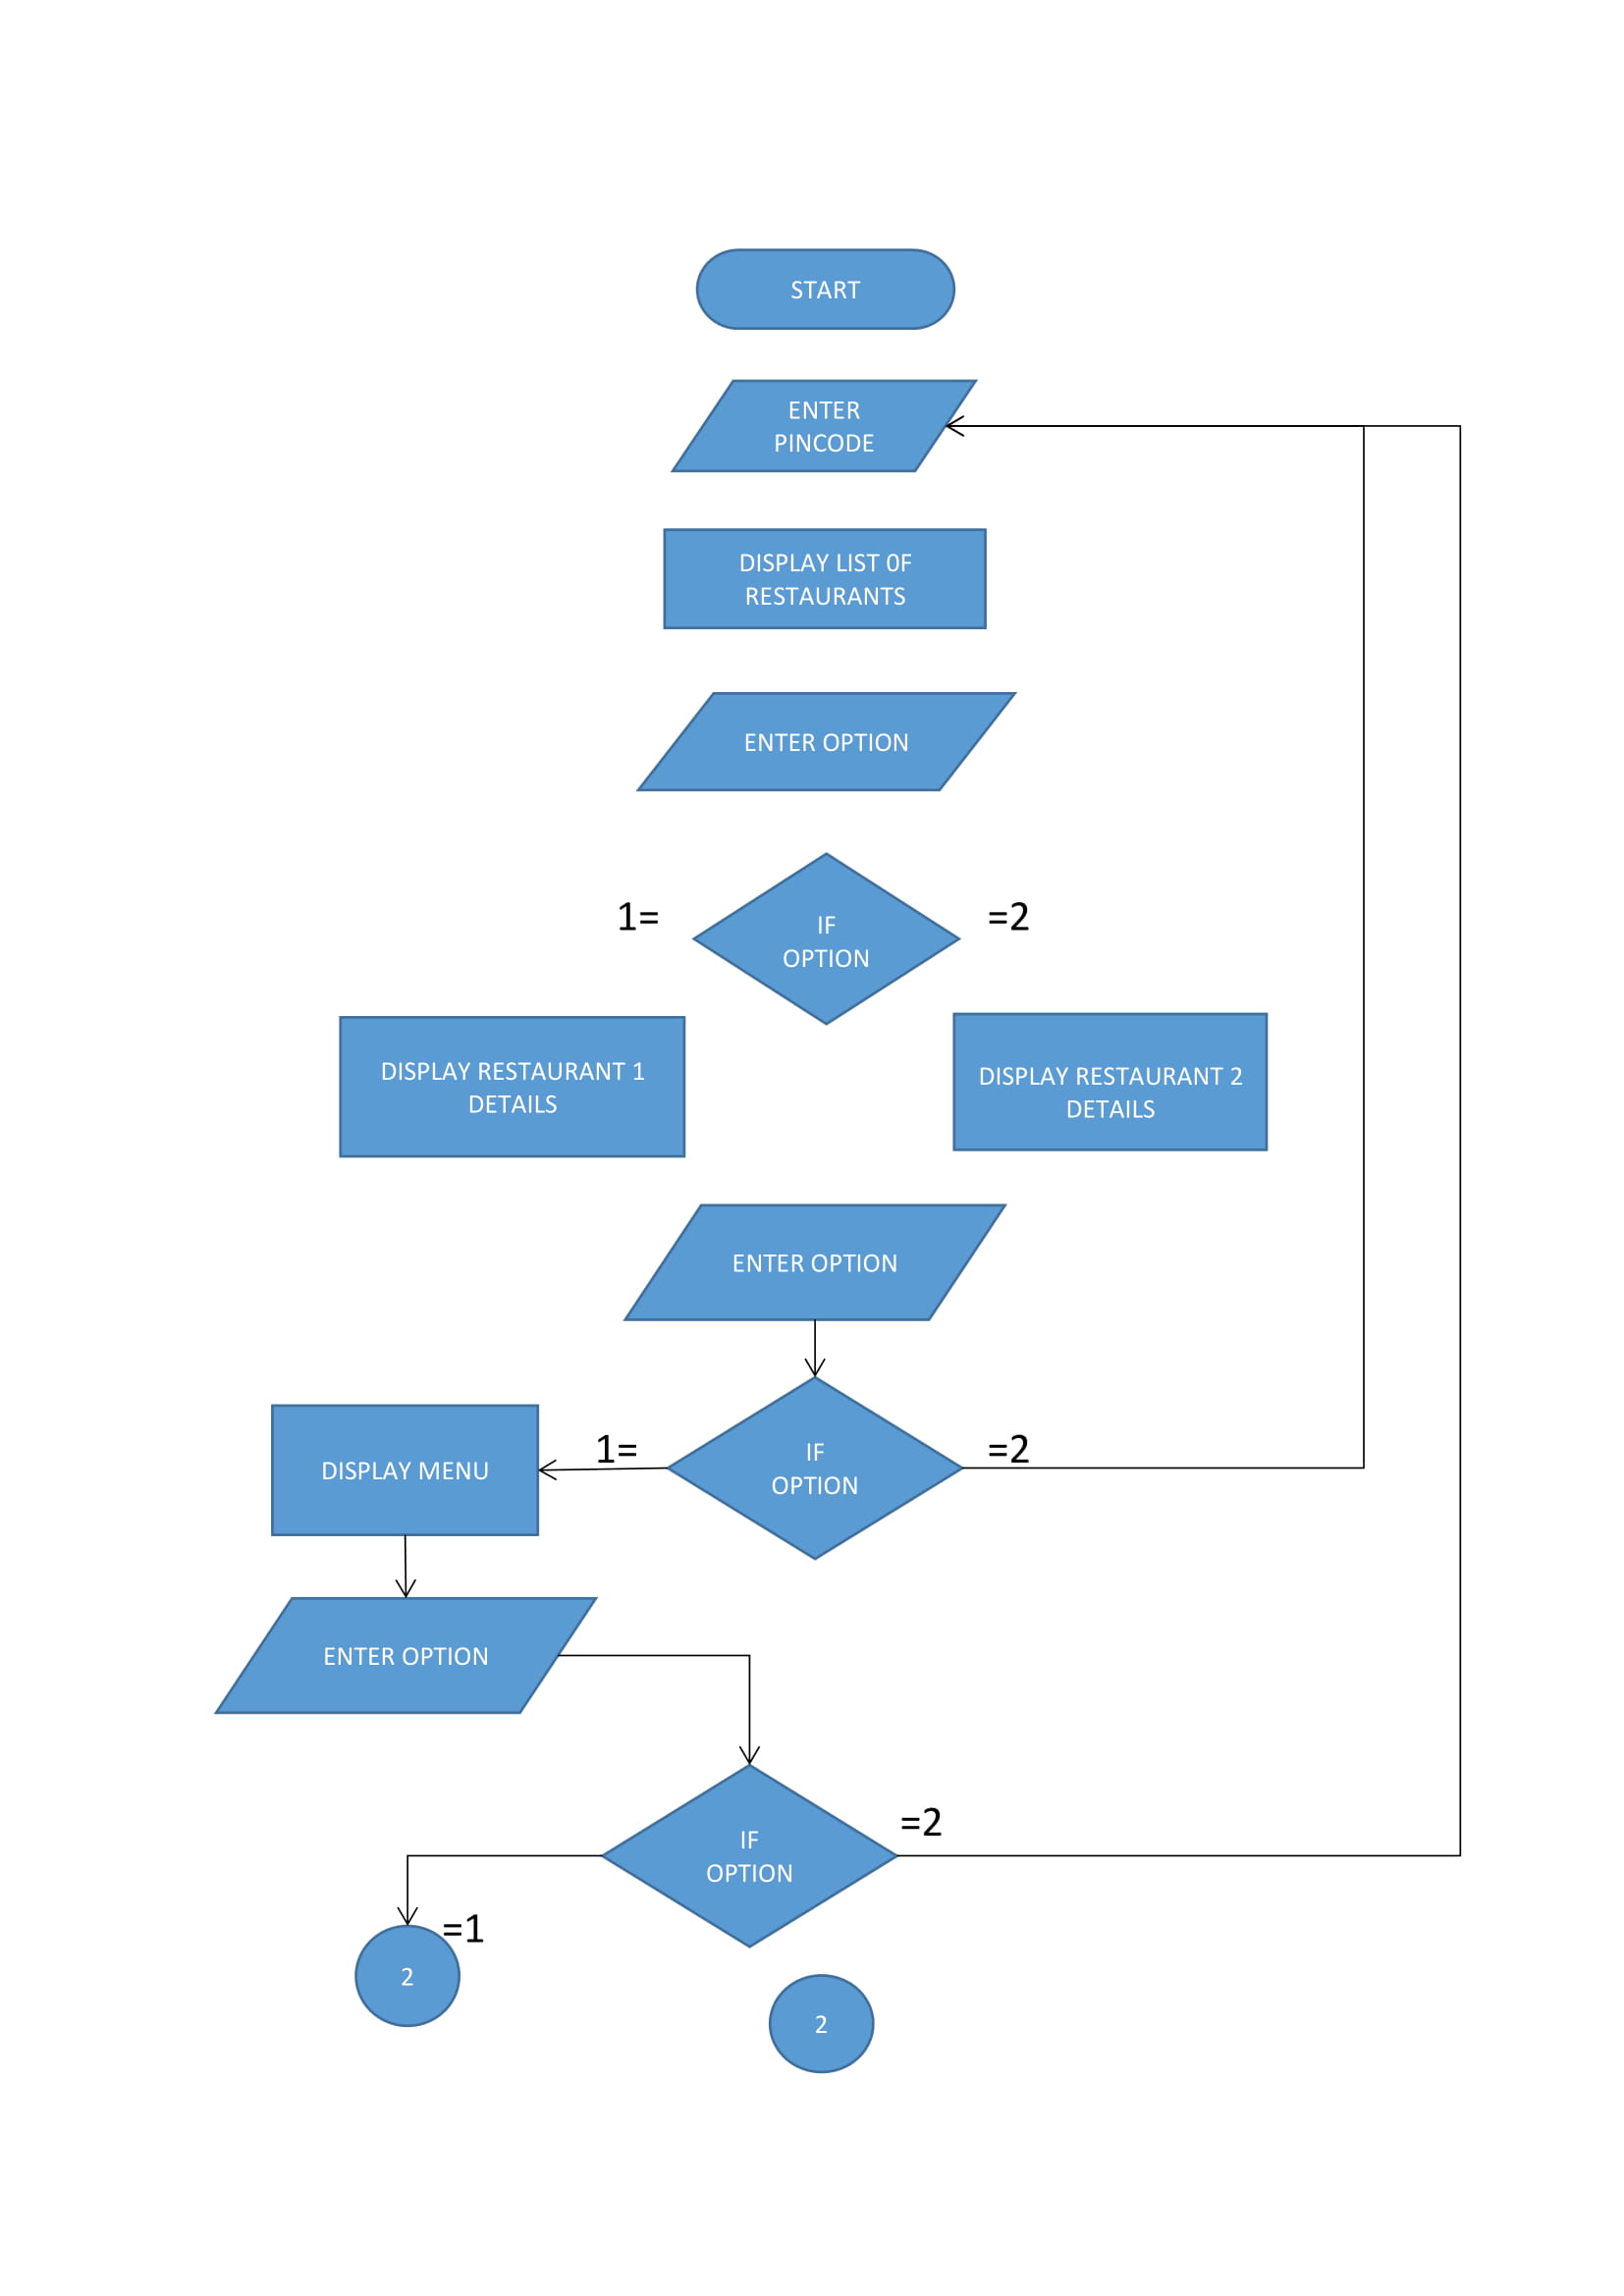 START
ENTER
PINCODE
DISPLAY LIST 0F
RESTAURANTS
ENTER OPTION
1=
IF
OPTION
=2
DISPLAY RESTAURANT 1
DETAILS
DISPLAY RESTAURANT 2
DETAILS
ENTER OPTION
DISPLAY MENU
1=
IF
OPTION
=2
ENTER OPTION
IF
OPTION
=2
=1
2
2